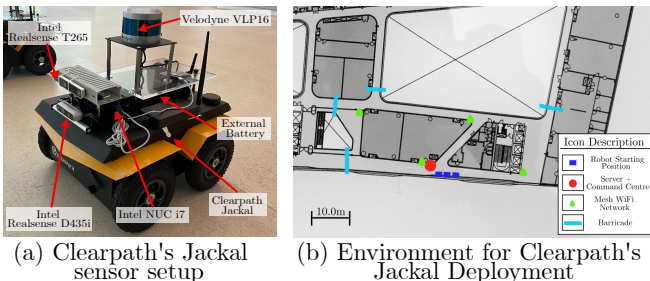 Intel
Realsense T265
Velodyne VLP16
External
Battery
Clearpath
Jackal
Intel NUC i7
Intel
Realsense D435i
(a) Clearpath's Jackal
sensor setup
10.0m
Icon Description
Robot Starting
Position
Server +
Command Centre
Mesh WiFi
Network
Barricade
(b) Environment for Clearpath's
Jackal Deployment